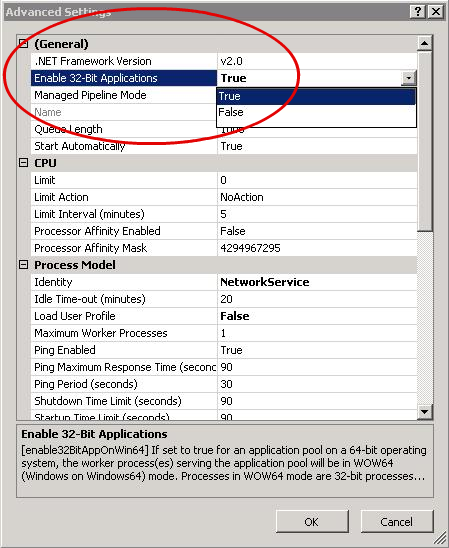 Advanced Settings
(General)
.NET Framework Version v2.0
Enable 32-Bit Applications True
Managed Pipeline Mode True
Name False
Queue Length 1000
Start Automatically True
CPU
Limit 0
Limit Action NoAction
Limit Interval (minutes) 5
Processor Affinity Enabled False
Processor Affinity Mask 4294967295
Process Model
Identity NetworkService
Idle Time-out (minutes) 20
Load User Profile False
Maximum Worker Processes 1
Ping Enabled True
Ping Maximum Response Time (second 90
Ping Period (seconds) 30
Shutdown Time Limit (seconds) 90
Startup Time Limit (seconds) 90
Enable 32-Bit Applications
[enable32BitAppOnWin64] If set to true for an application pool on a 64-bit operating
system, the worker process(es) serving the application pool will be in WOW64
(Windows on Windows64) mode. Processes in WOW64 mode are 32-bit processes...
OK Cancel